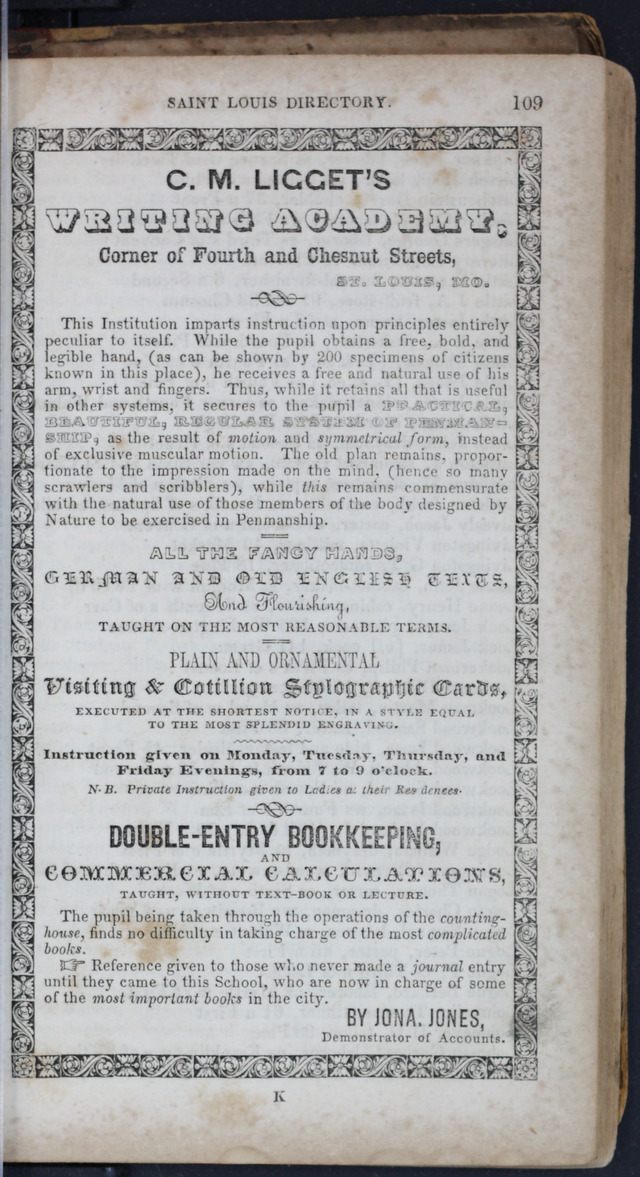 SAINT LOUIS DIRECTORY. 109
C. M. LIGGET'S
WRITING ACADEMY,
Corner of Fourth and Chesnut Streets,
ST. LOUIS, MO.
This Institution imparts instruction upon principles entirely
peculiar to itself. While the pupil obtains a free, bold, and
legible hand, (as can be shown by 200 specimens of citizens
known in this place), he receives a free and natural use of his
arm, wrist and fingers. Thus, while it retains all that is useful
in other systems, it secures to the pupil a PRACTICAL,
BEAUTIFUL, REGULAR SYSTEM OF PENMAN-
SHIP, as the result of motion and symmetrical form, instead
of exclusive muscular motion. The old plan remains, propor-
tionate to the impression made on the mind, (hence so many
scrawlers and scribblers), while this remains commensurate
with the natural use of those members of the body designed by
Nature to be exercised in Penmanship.
ALL THE FANCY HANDS,
GERMAN AND OLD ENGLISH TEXTS,
And Flourishing,
TAUGHT ON THE MOST REASONABLE TERMS.
PLAIN AND ORNAMENTAL
Visiting & Cotillion Stylographic Cards,
EXECUTED AT THE SHORTEST NOTICE, IN A STYLE EQUAL
TO THE MOST SPLENDID ENGRAVING.
Instruction given on Monday, Tuesday, Thursday, and
Friday Evenings, from 7 to 9 o'clock.
N. B. Private Instruction given to Ladies at their Res dences.
DOUBLE-ENTRY BOOKKEEPING,
AND
COMMERCIAL CALCULATIONS,
TAUGHT, WITHOUT TEXT-BOOK OR LECTURE.
The pupil being taken through the operations of the counting-
house, finds no difficulty in taking charge of the most complicated
books.
☞ Reference given to those who never made a journal entry
until they came to this School, who are now in charge of some
of the most important books in the city.
BY JONA. JONES,
Demonstrator of Accounts.
K